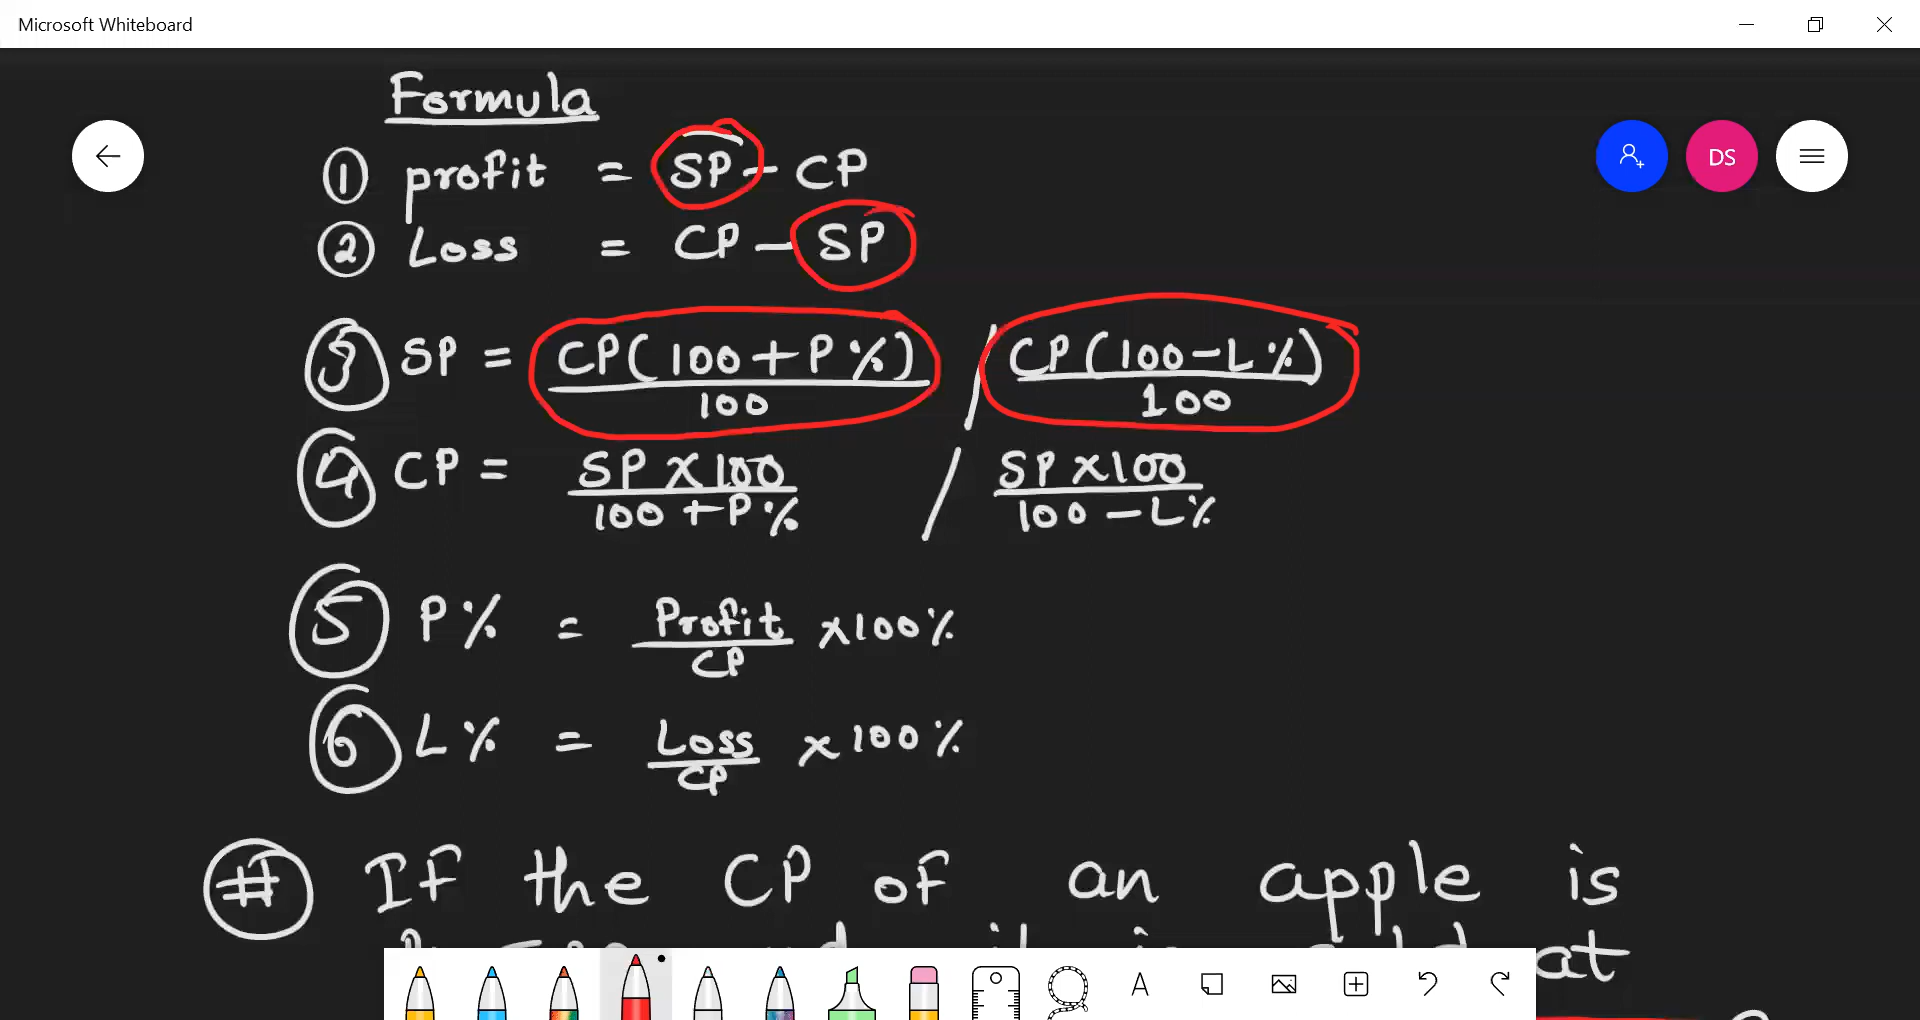 Microsoft Whiteboard
Formula
DS
① profit = SP - CP
② Loss = CP - SP
③ SP = CP(100 + P%)/100 / CP(100 - L%)/100
④ CP = SP × 100/100 + P% / SP × 100/100 - L%
⑤ P% = Profit/CP × 100%
⑥ L% = Loss/CP × 100%
# If the CP of an apple is
at
A